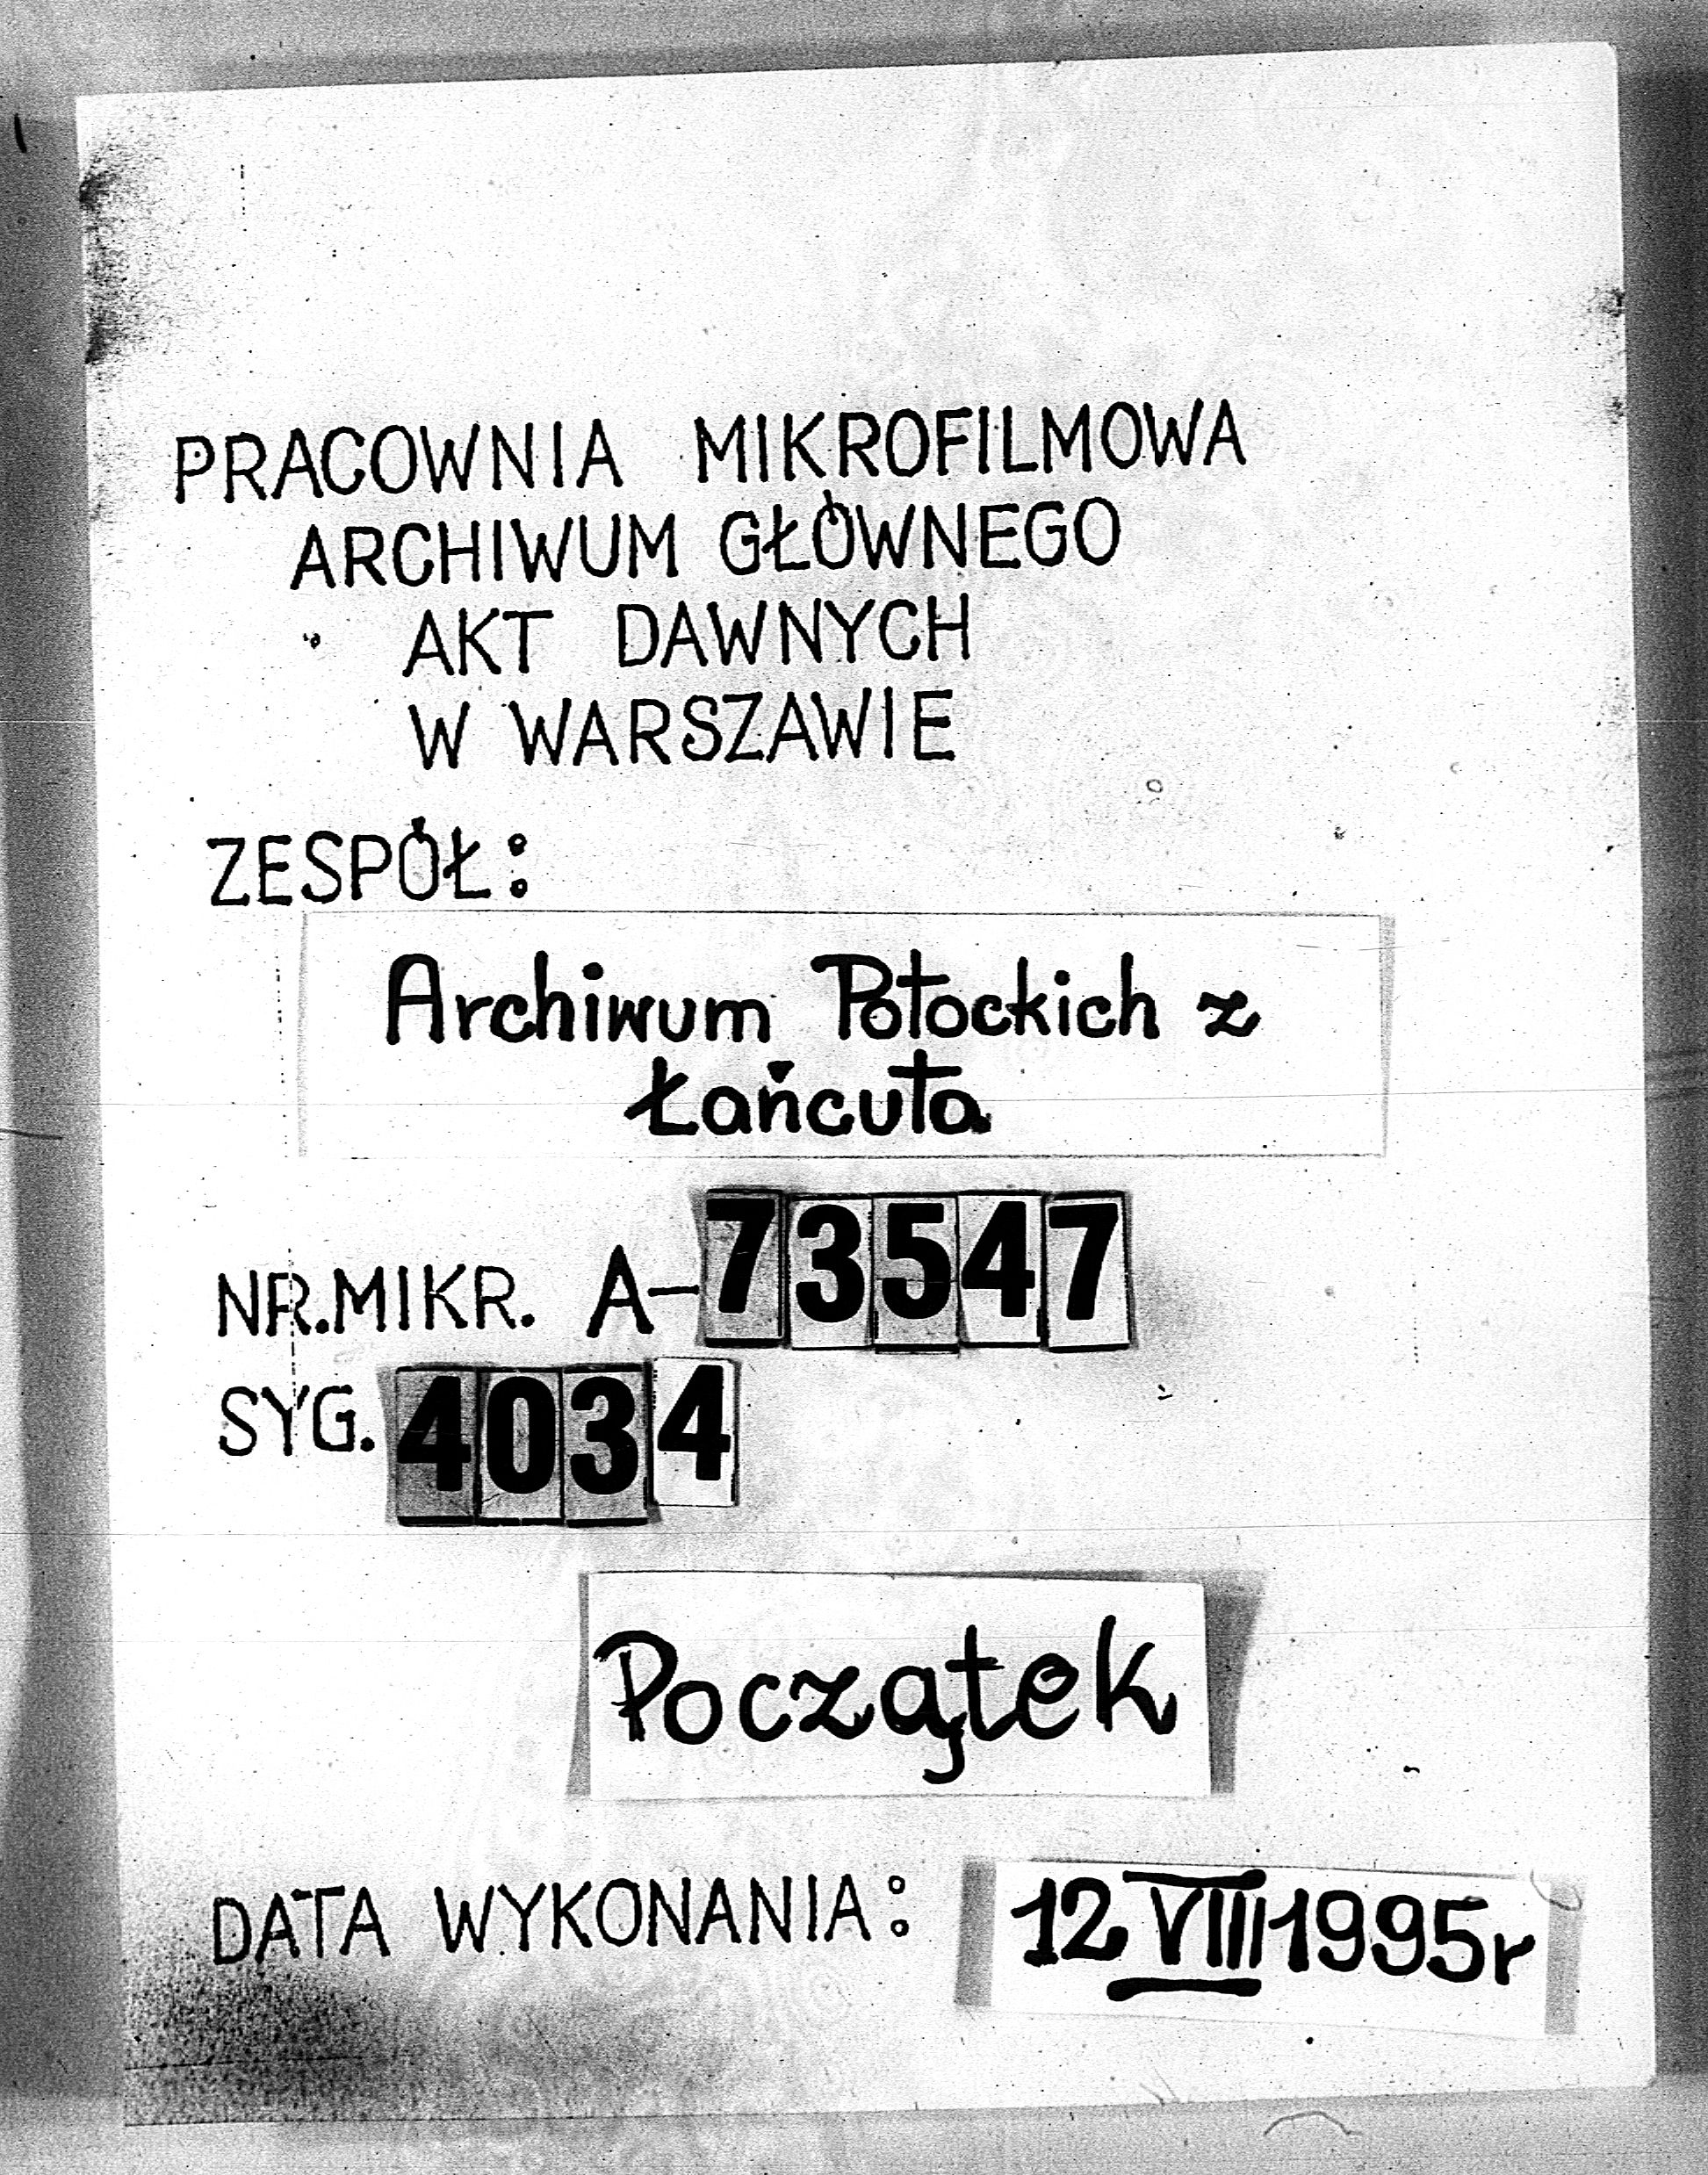 PRACOWNIA MIKROFILMOWA
ARCHIWUM GŁÓWNEGO
AKT DAWNYCH
W WARSZAWIE
ZESPÓŁ:
Archiwum Potockich z
Łańcuta
NR. MIKR. A-73547
SYG. 4034
Początek
DATA WYKONANIA: 12 VIII 1995r